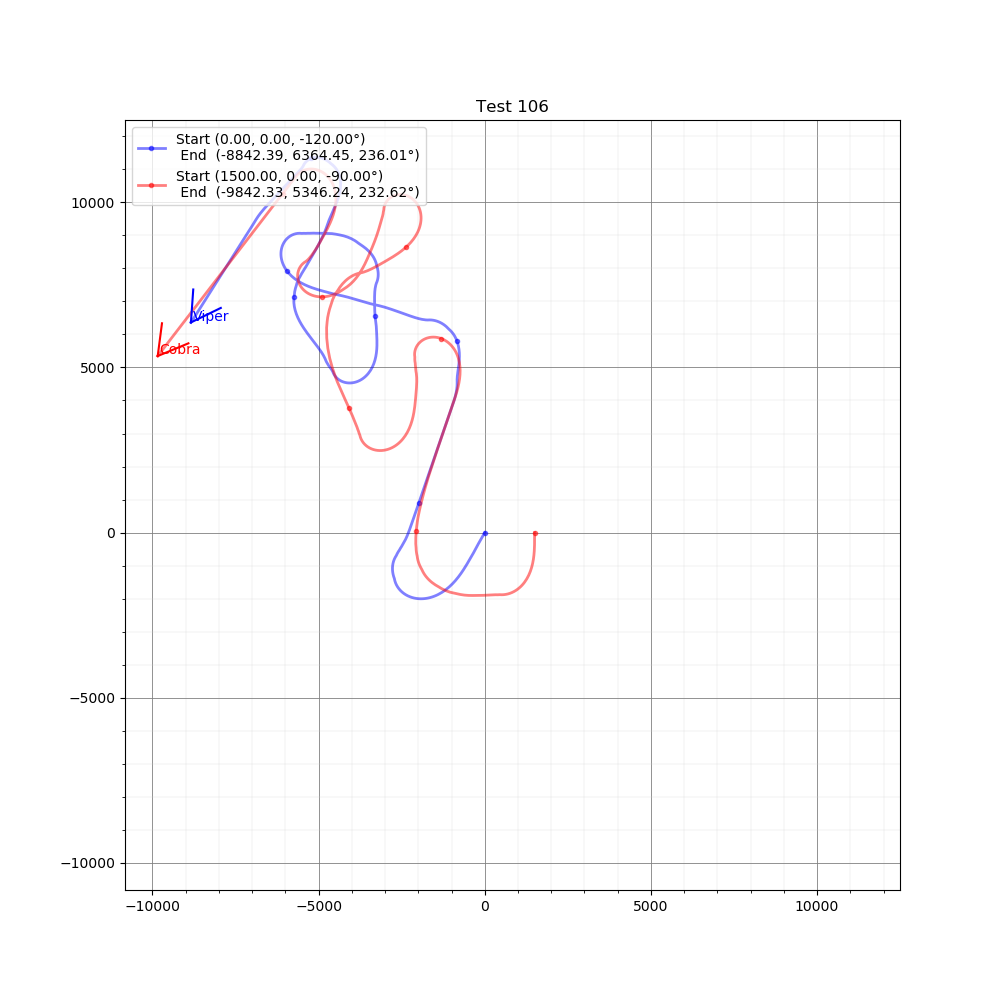 Test 106
Start (0.00, 0.00, -120.00°)
End  (-8842.39, 6364.45, 236.01°)
Start (1500.00, 0.00, -90.00°)
End  (-9842.33, 5346.24, 232.62°)
10000
5000
0
−5000
−10000
Viper
Cobra
−10000
−5000
0
5000
10000